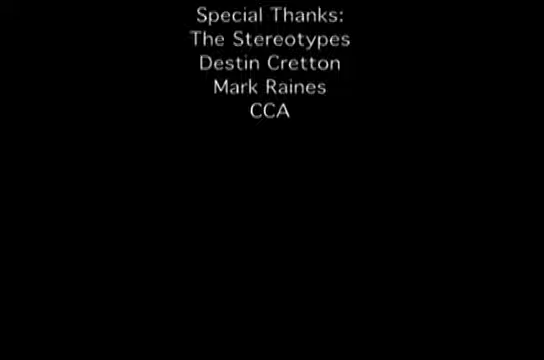 Special Thanks:
The Stereotypes
Destin Cretton
Mark Raines
CCA